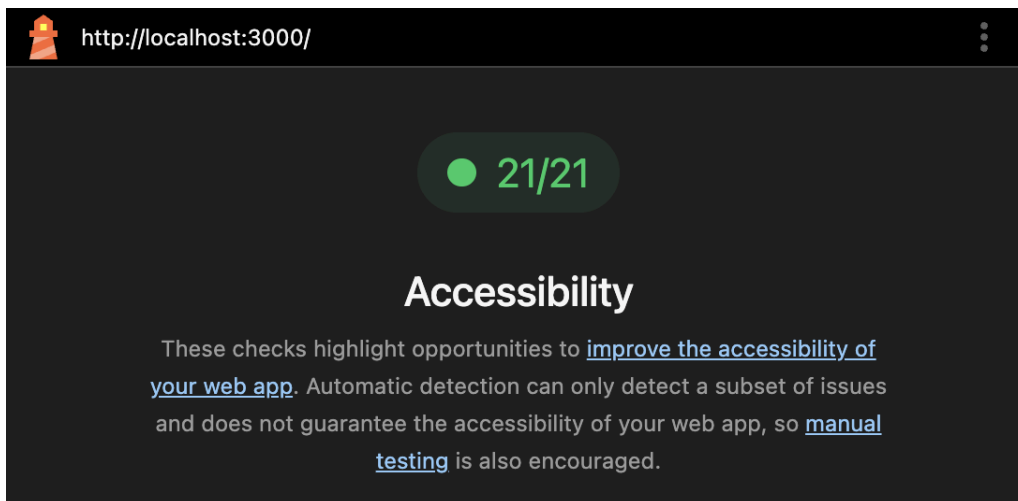 http://localhost:3000/
21/21
Accessibility
These checks highlight opportunities to improve the accessibility of
your web app. Automatic detection can only detect a subset of issues
and does not guarantee the accessibility of your web app, so manual
testing is also encouraged.